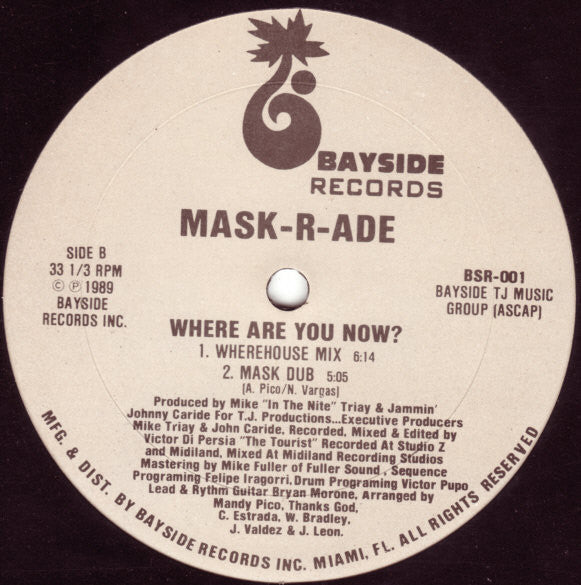 BAYSIDE
RECORDS
MASK-R-ADE
SIDE B
33 1/3 RPM
© ℗ 1989
BAYSIDE
RECORDS INC.
BSR-001
BAYSIDE TJ MUSIC
GROUP (ASCAP)
WHERE ARE YOU NOW?
1. WHEREHOUSE MIX 6:14
2. MASK DUB 5:05
(A. Pico/N. Vargas)
Produced by Mike "In The Nite" Triay & Jammin'
Johnny Caride For T.J. Productions...Executive Producers
Mike Triay & John Caride, Recorded, Mixed & Edited by
Victor Di Persia "The Tourist" Recorded At Studio Z
and Midiland, Mixed At Midiland Recording Studios
Mastering by Mike Fuller of Fuller Sound, Sequence
Programing Felipe Iragorri, Drum Programing Victor Pupo
Lead & Rythm Guitar Bryan Morone, Arranged by
Mandy Pico, Thanks God,
C. Estrada, W. Bradley,
J. Valdez & J. Leon.
MFG. & DIST. BY BAYSIDE RECORDS INC. MIAMI, FL. ALL RIGHTS RESERVED